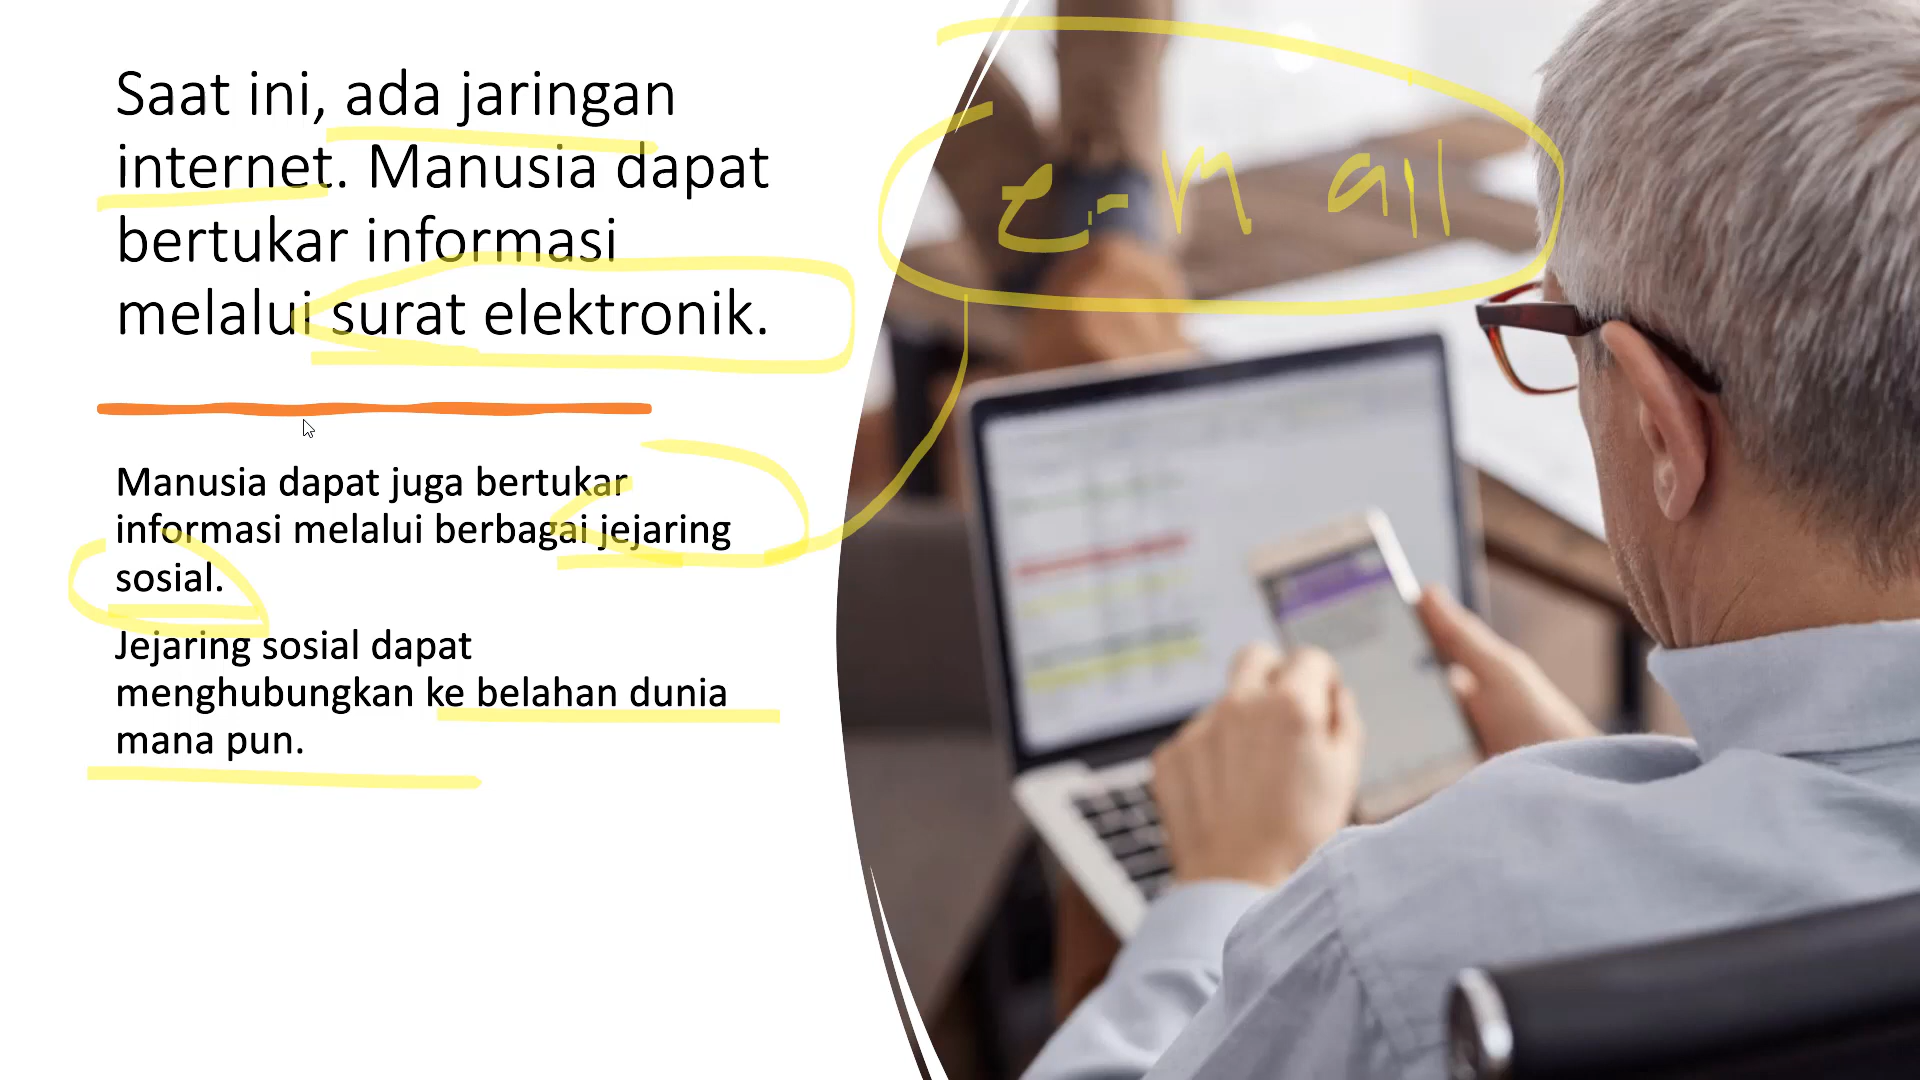 Saat ini, ada jaringan
internet. Manusia dapat
bertukar informasi
melalui surat elektronik.
e-mail
Manusia dapat juga bertukar
informasi melalui berbagai jejaring
sosial.
Jejaring sosial dapat
menghubungkan ke belahan dunia
mana pun.